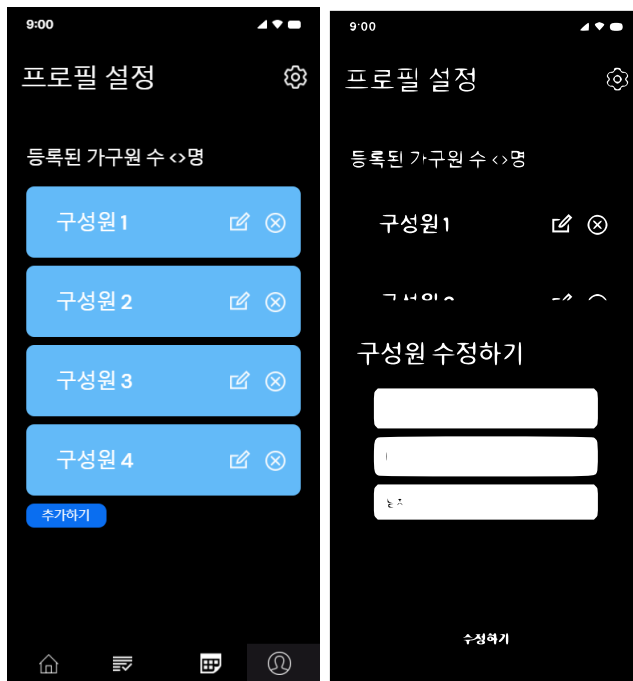 9:00
프로필 설정
등록된 가구원 수 <>명
구성원 1
구성원 2
구성원 3
구성원 4
추가하기
9:00
프로필 설정
등록된 가구원 수 <>명
구성원 1
구성원 수정하기
수정하기